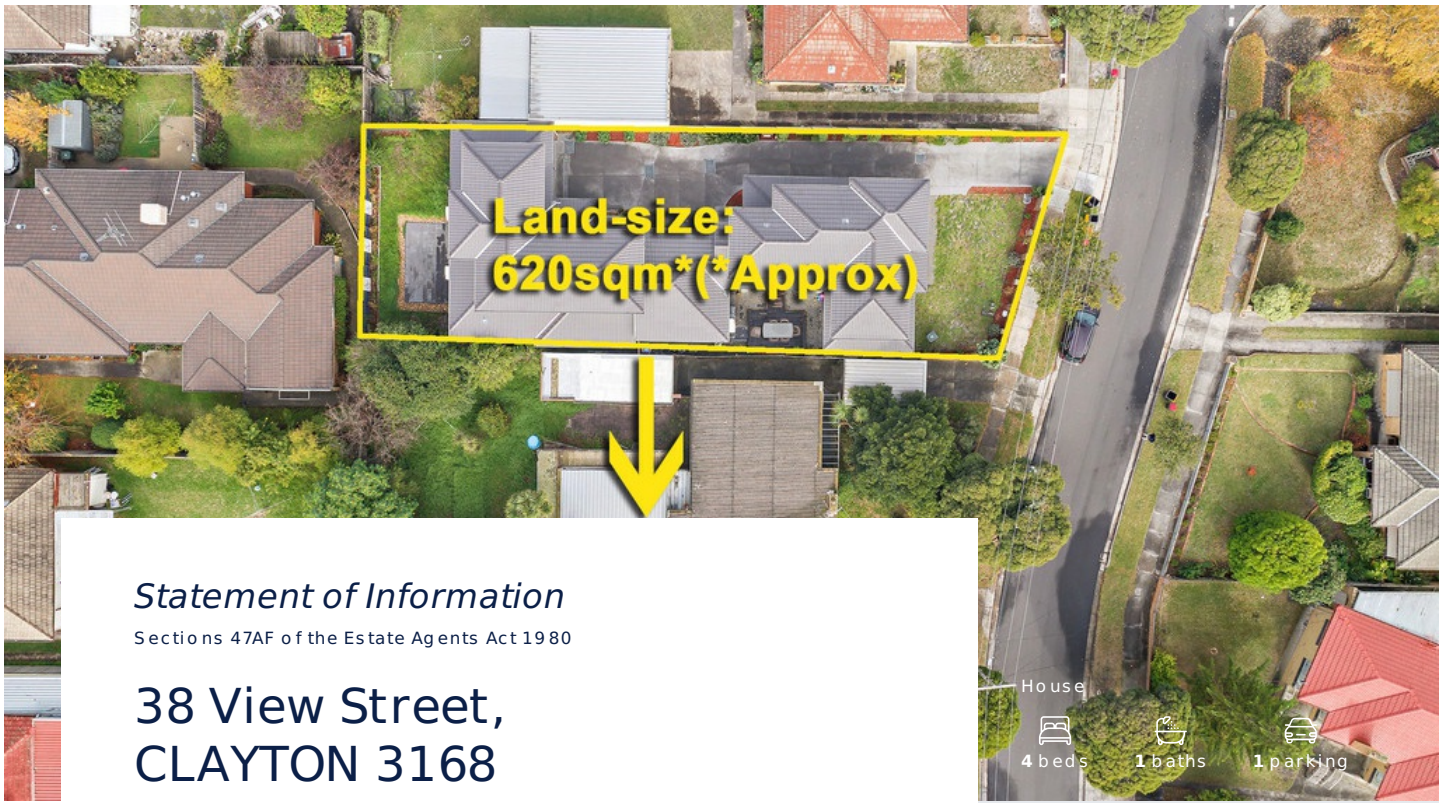 Land-size:
620sqm*(*Approx)
Statement of Information
Sections 47AF of the Estate Agents Act 1980
38 View Street,
CLAYTON 3168
House
4 beds 1 baths 1 parking